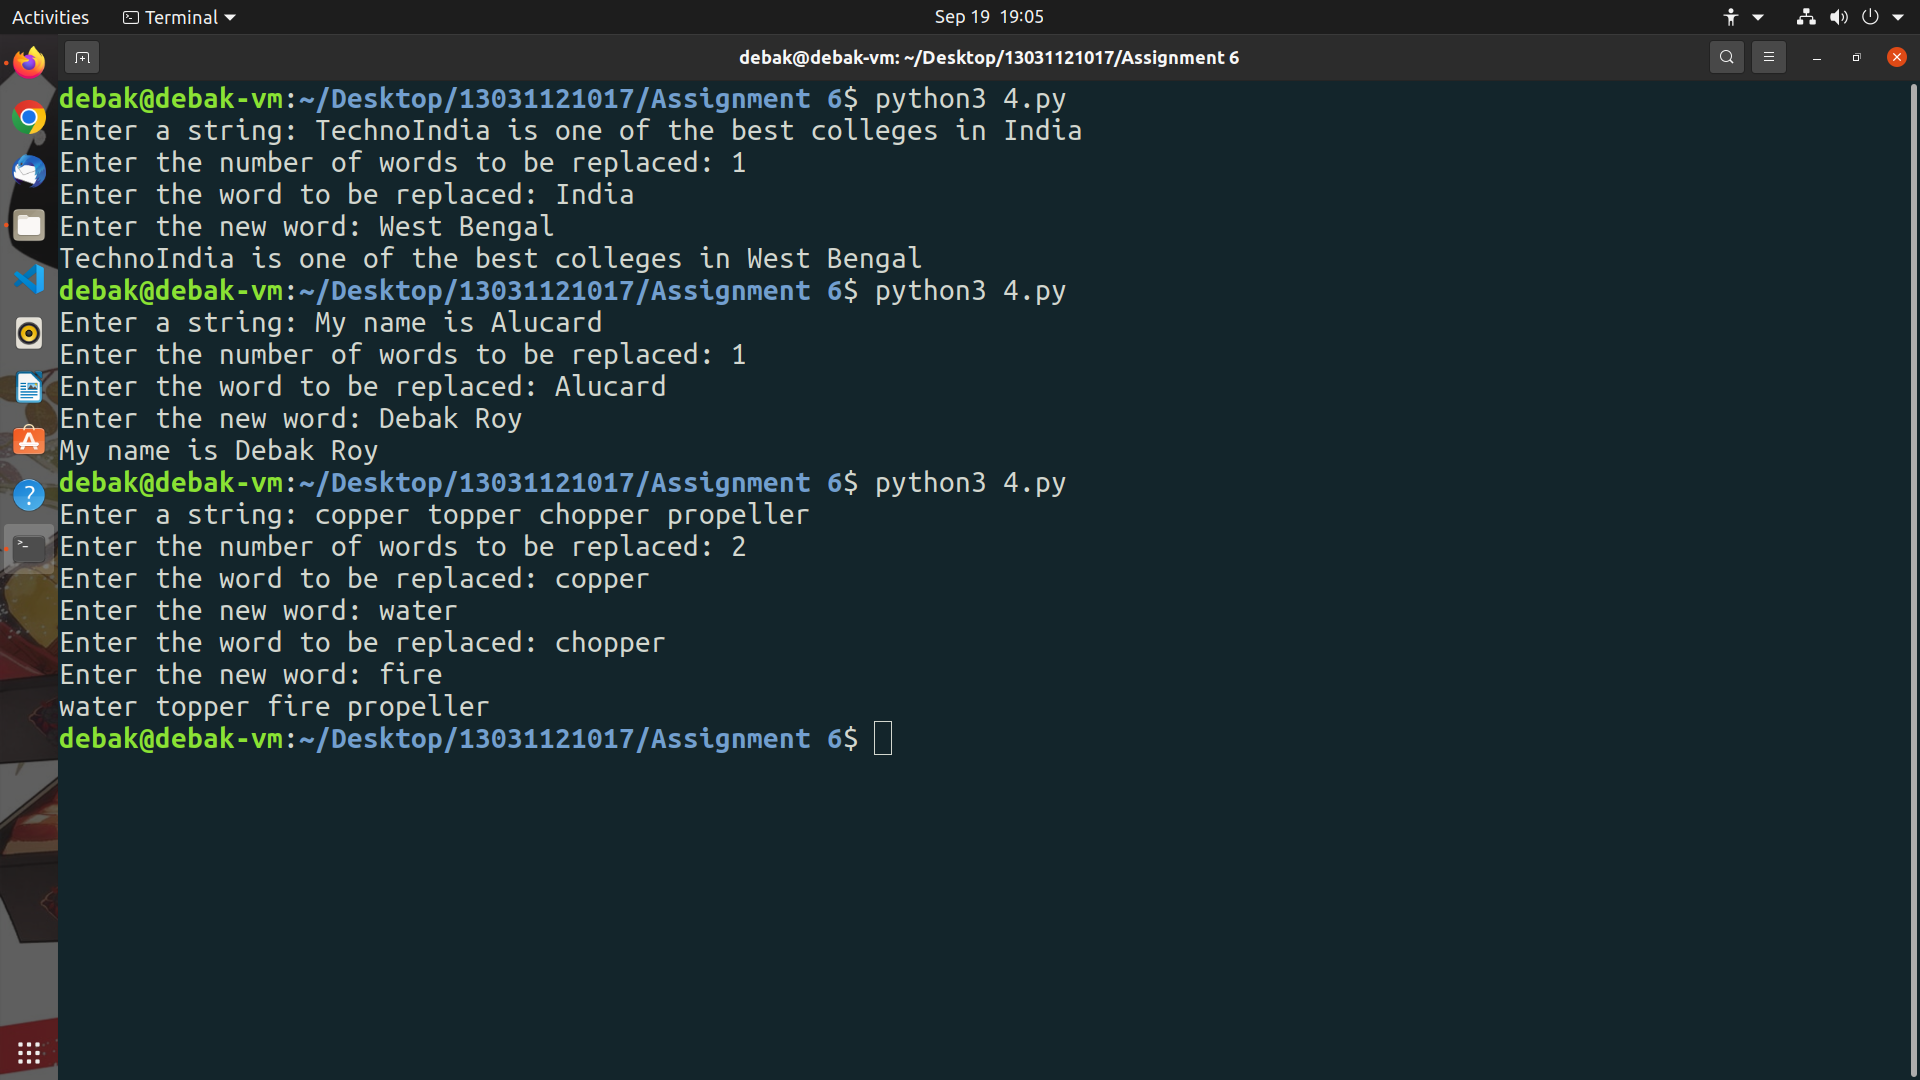 Activities Terminal Sep 19 19:05
debak@debak-vm: ~/Desktop/13031121017/Assignment 6
debak@debak-vm:~/Desktop/13031121017/Assignment 6$ python3 4.py
Enter a string: TechnoIndia is one of the best colleges in India
Enter the number of words to be replaced: 1
Enter the word to be replaced: India
Enter the new word: West Bengal
TechnoIndia is one of the best colleges in West Bengal
debak@debak-vm:~/Desktop/13031121017/Assignment 6$ python3 4.py
Enter a string: My name is Alucard
Enter the number of words to be replaced: 1
Enter the word to be replaced: Alucard
Enter the new word: Debak Roy
My name is Debak Roy
debak@debak-vm:~/Desktop/13031121017/Assignment 6$ python3 4.py
Enter a string: copper topper chopper propeller
Enter the number of words to be replaced: 2
Enter the word to be replaced: copper
Enter the new word: water
Enter the word to be replaced: chopper
Enter the new word: fire
water topper fire propeller
debak@debak-vm:~/Desktop/13031121017/Assignment 6$